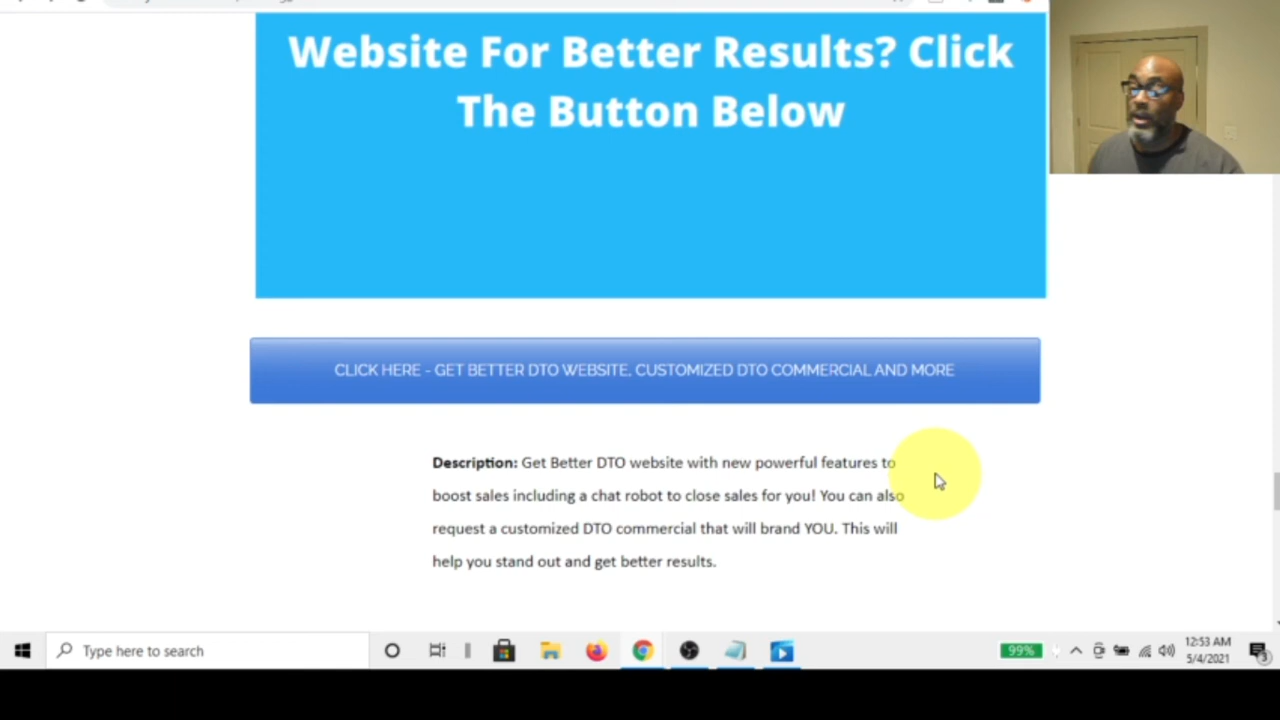 Website For Better Results? Click
The Button Below
CLICK HERE - GET BETTER DTO WEBSITE, CUSTOMIZED DTO COMMERCIAL AND MORE
Description: Get Better DTO website with new powerful features to
boost sales including a chat robot to close sales for you! You can also
request a customized DTO commercial that will brand YOU. This will
help you stand out and get better results.
Type here to search
99%
12:53 AM
5/4/2021
3